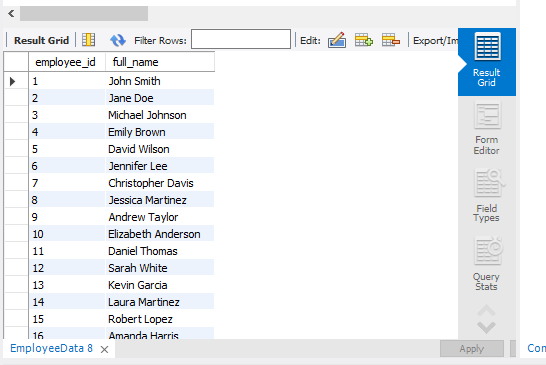 Result Grid Filter Rows: Edit: Export/Im
employee_id full_name
1 John Smith
2 Jane Doe
3 Michael Johnson
4 Emily Brown
5 David Wilson
6 Jennifer Lee
7 Christopher Davis
8 Jessica Martinez
9 Andrew Taylor
10 Elizabeth Anderson
11 Daniel Thomas
12 Sarah White
13 Kevin Garcia
14 Laura Martinez
15 Robert Lopez
16 Amanda Harris
Result
Grid
Form
Editor
Field
Types
Query
Stats
EmployeeData 8
Apply
Con